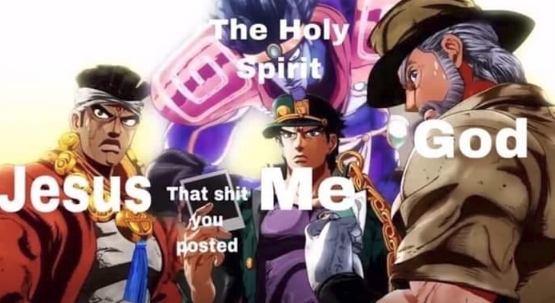 The Holy
Spirit
God
Jesus
That shit
you
posted
Me